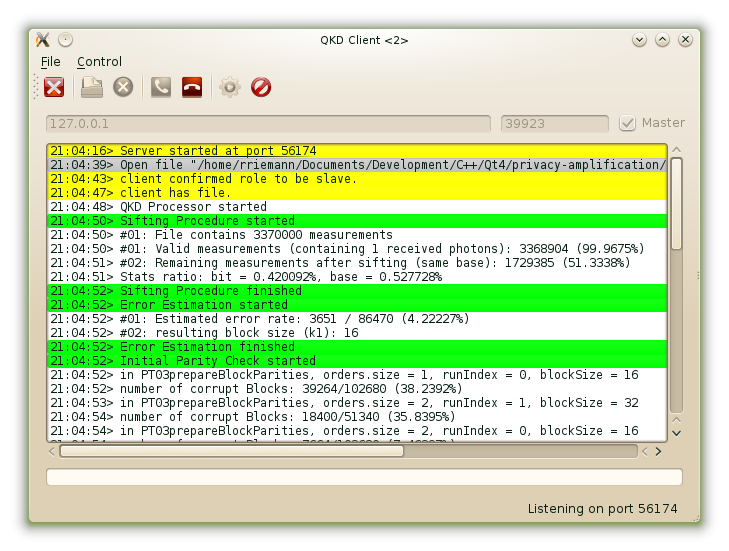 QKD Client <2>
File Control
127.0.0.1 39923 Master
21:04:16> Server started at port 56174
21:04:39> Open file "/home/rriemann/Documents/Development/C++/Qt4/privacy-amplification/
21:04:43> client confirmed role to be slave.
21:04:47> client has file.
21:04:48> QKD Processor started
21:04:50> Sifting Procedure started
21:04:50> #01: File contains 3370000 measurements
21:04:50> #01: Valid measurements (containing 1 received photons): 3368904 (99.9675%)
21:04:51> #02: Remaining measurements after sifting (same base): 1729385 (51.3338%)
21:04:51> Stats ratio: bit = 0.420092%, base = 0.527728%
21:04:52> Sifting Procedure finished
21:04:52> Error Estimation started
21:04:52> #01: Estimated error rate: 3651 / 86470 (4.22227%)
21:04:52> #02: resulting block size (k1): 16
21:04:52> Error Estimation finished
21:04:52> Initial Parity Check started
21:04:52> in PT03prepareBlockParities, orders.size = 1, runIndex = 0, blockSize = 16
21:04:52> number of corrupt Blocks: 39264/102680 (38.2392%)
21:04:53> in PT03prepareBlockParities, orders.size = 2, runIndex = 1, blockSize = 32
21:04:54> number of corrupt Blocks: 18400/51340 (35.8395%)
21:04:54> in PT03prepareBlockParities, orders.size = 2, runIndex = 0, blockSize = 16
21:04:54> number of corrupt Blocks:
Listening on port 56174